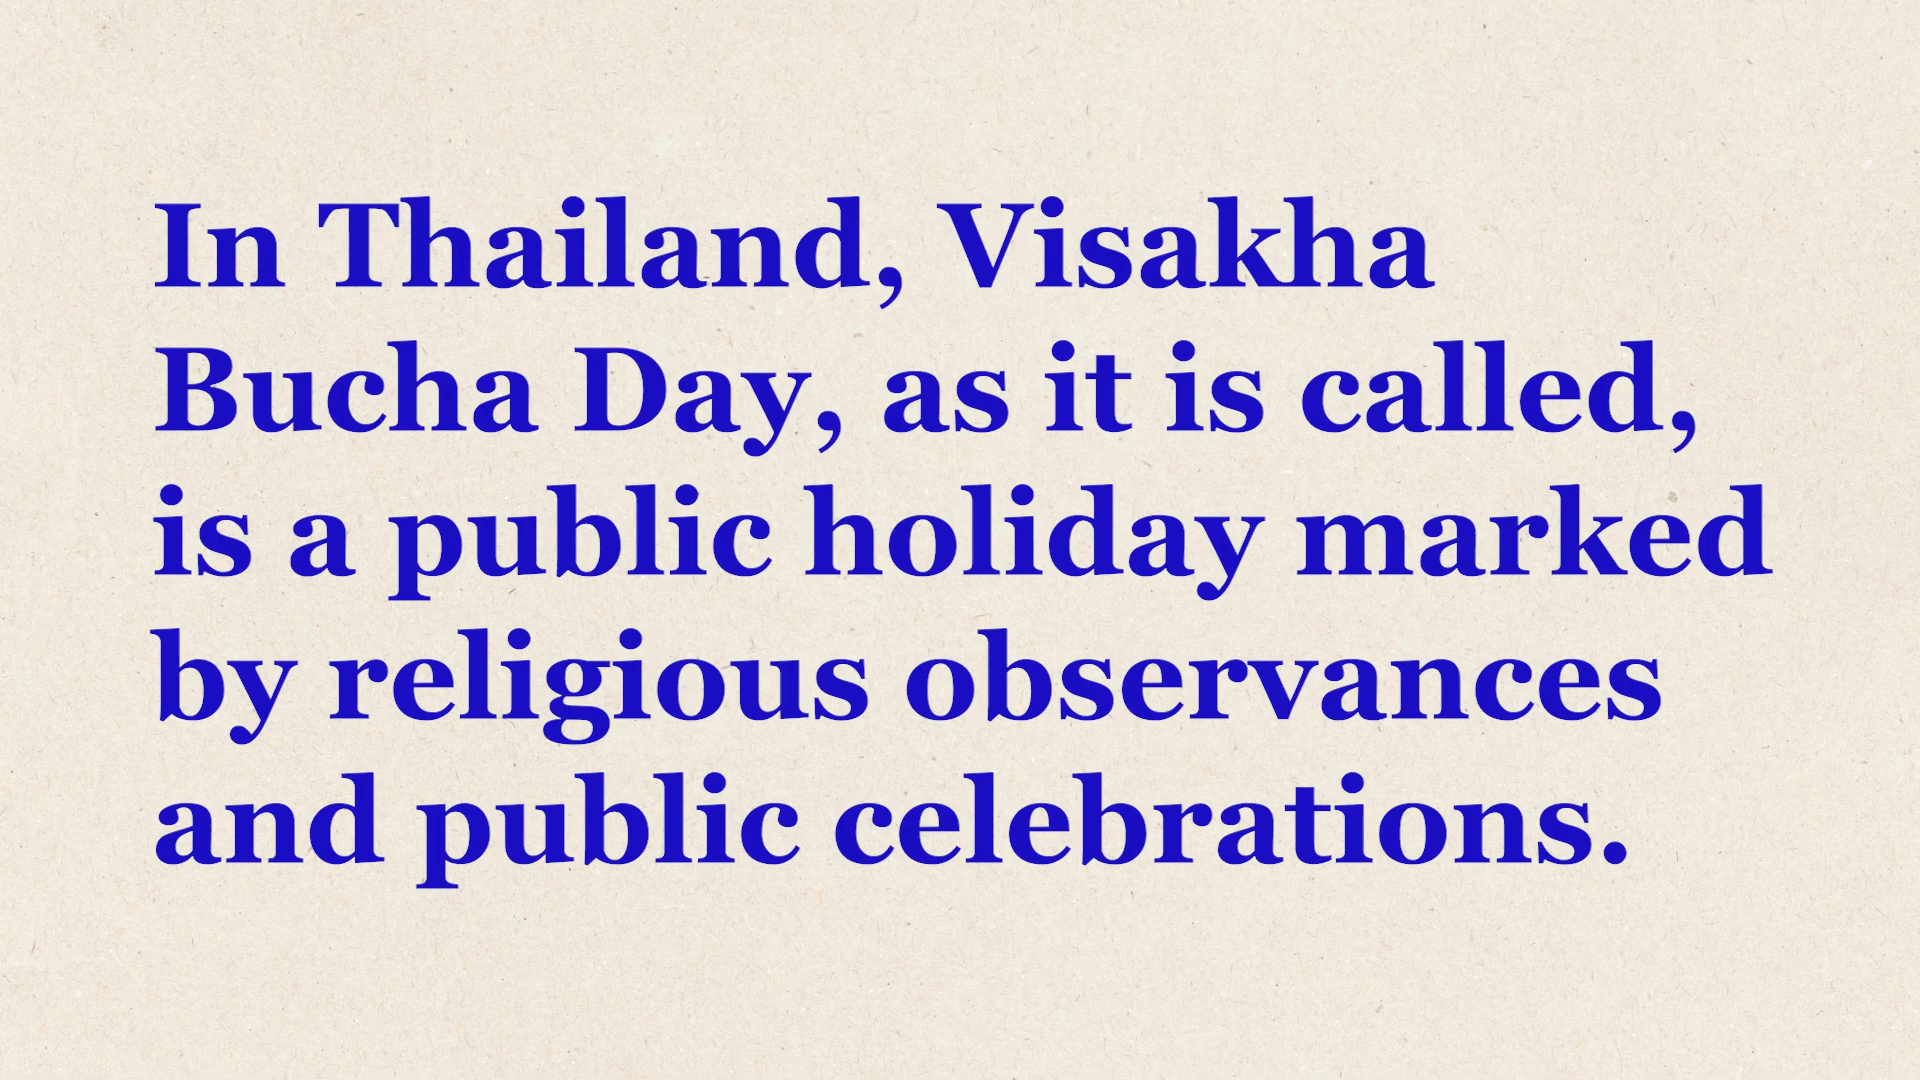 In Thailand, Visakha
Bucha Day, as it is called,
is a public holiday marked
by religious observances
and public celebrations.